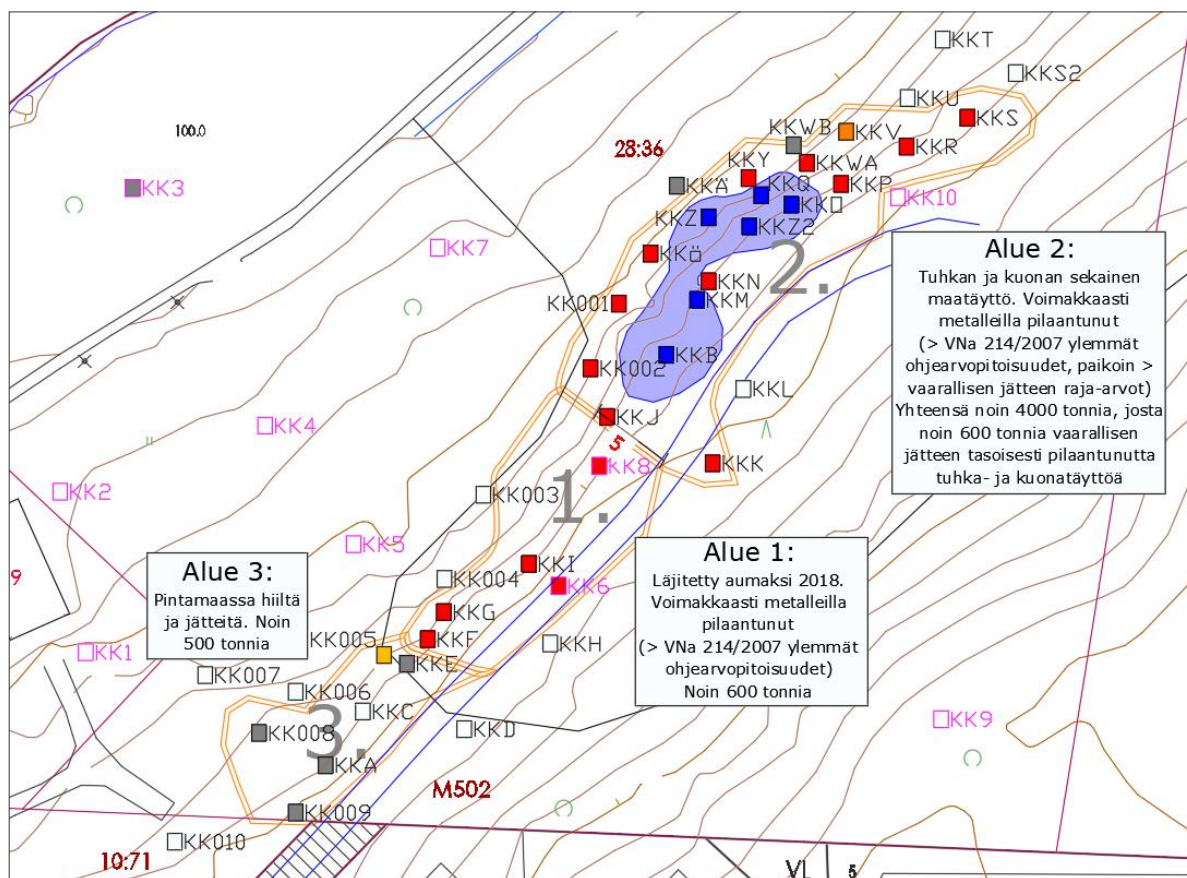 KKT
KKS2
KKU
KKS
100.0
KKWB
KKV
28:36
KKR
KKY
KKWA
KK3
KKÄ
KKQ
KKP
KK10
KKZ
KKO
KKZ2
KK7
KKö
2.
KKN
KK001
KKM
KKB
KK002
KKL
KKJ
KK4
5
KK8
KKK
KK2
KK003
1.
KK5
KKI
KK004
KK6
9
KKG
KK005
KKF
KKH
KK1
KKE
KK007
KK006
KKC
3.
KK008
KKD
KK9
KKA
M502
KK009
KK010
10:71
VL
5
Alue 2:
Tuhkan ja kuonan sekainen
maatäyttö. Voimakkaasti
metalleilla pilaantunut
(> VNa 214/2007 ylemmät
ohjearvopitoisuudet, paikoin >
vaarallisen jätteen raja-arvot)
Yhteensä noin 4000 tonnia, josta
noin 600 tonnia vaarallisen
jätteen tasoisesti pilaantunutta
tuhka- ja kuonatäyttöä
Alue 1:
Läjitetty aumaksi 2018.
Voimakkaasti metalleilla
pilaantunut
(> VNa 214/2007 ylemmät
ohjearvopitoisuudet)
Noin 600 tonnia
Alue 3:
Pintamaassa hiiltä
ja jätteitä. Noin
500 tonnia